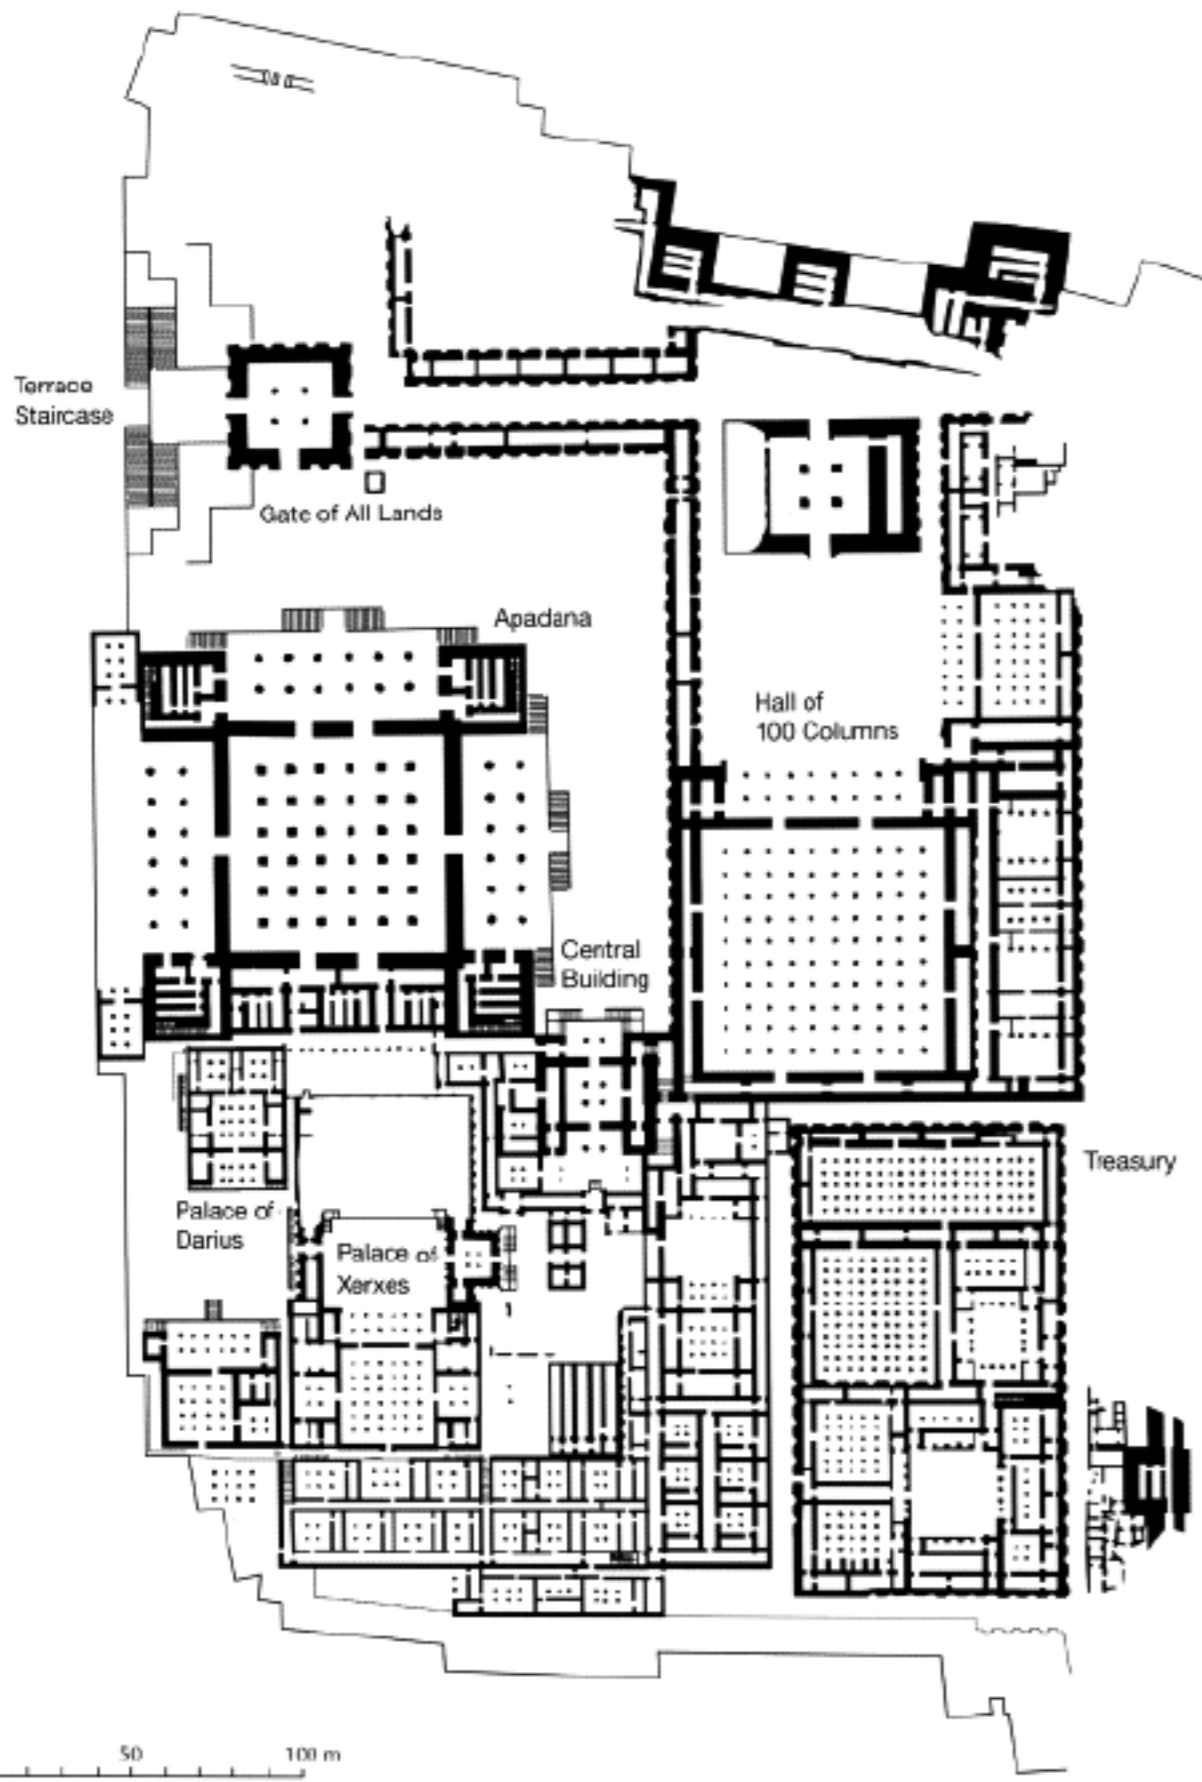 Terrace
Staircase
Gate of All Lands
Apadana
Hall of
100 Columns
Central
Building
Treasury
Palace of
Darius
Palace of
Xerxes
50
100 m